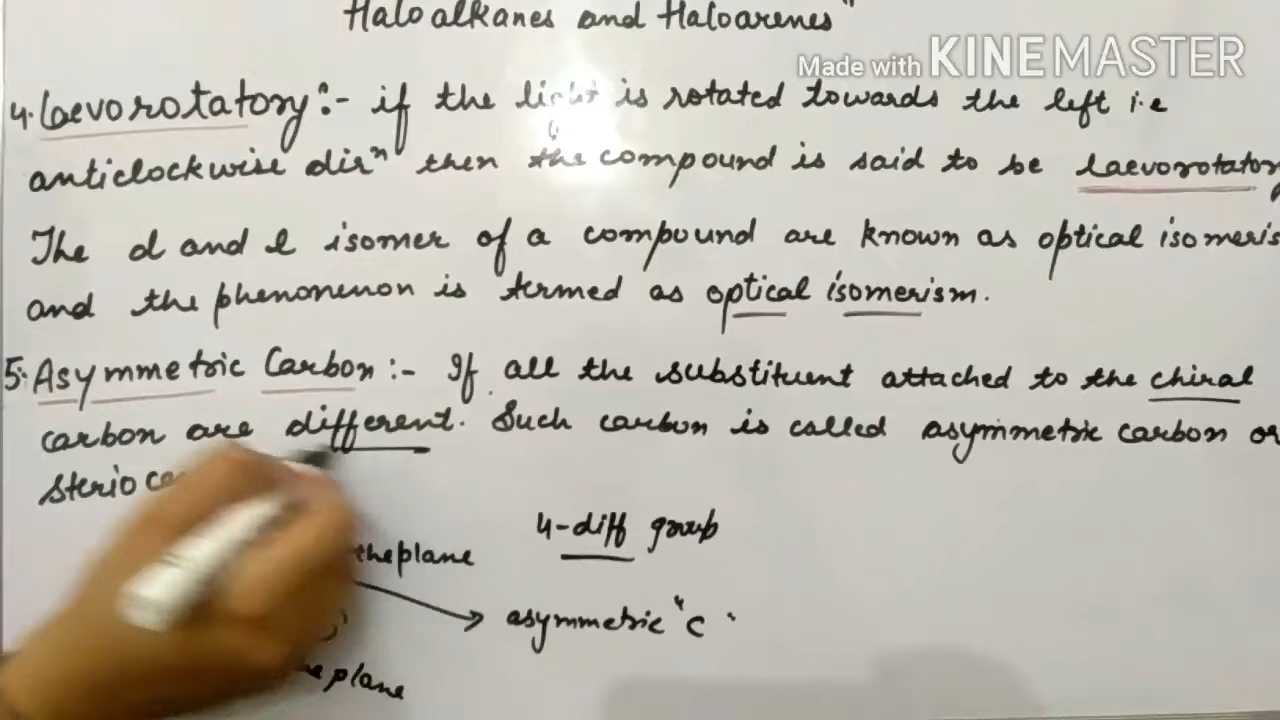 Haloalkanes and Haloarenes"
Made with KINEMASTER
4. Laevorotatory :- if the light is rotated towards the left i.e
anticlockwise dirⁿ then the compound is said to be laevorotatory
The d and l isomer of a compound are known as optical isomeris
and the phenonenon is termed as optical isomerism.
5. Asymmetric Carbon :- If all the substituent attached to the chiral
carbon are different. Such carbon is called asymmetric carbon or
sterio
4-diff group
the plane
asymmetric "C"
plane